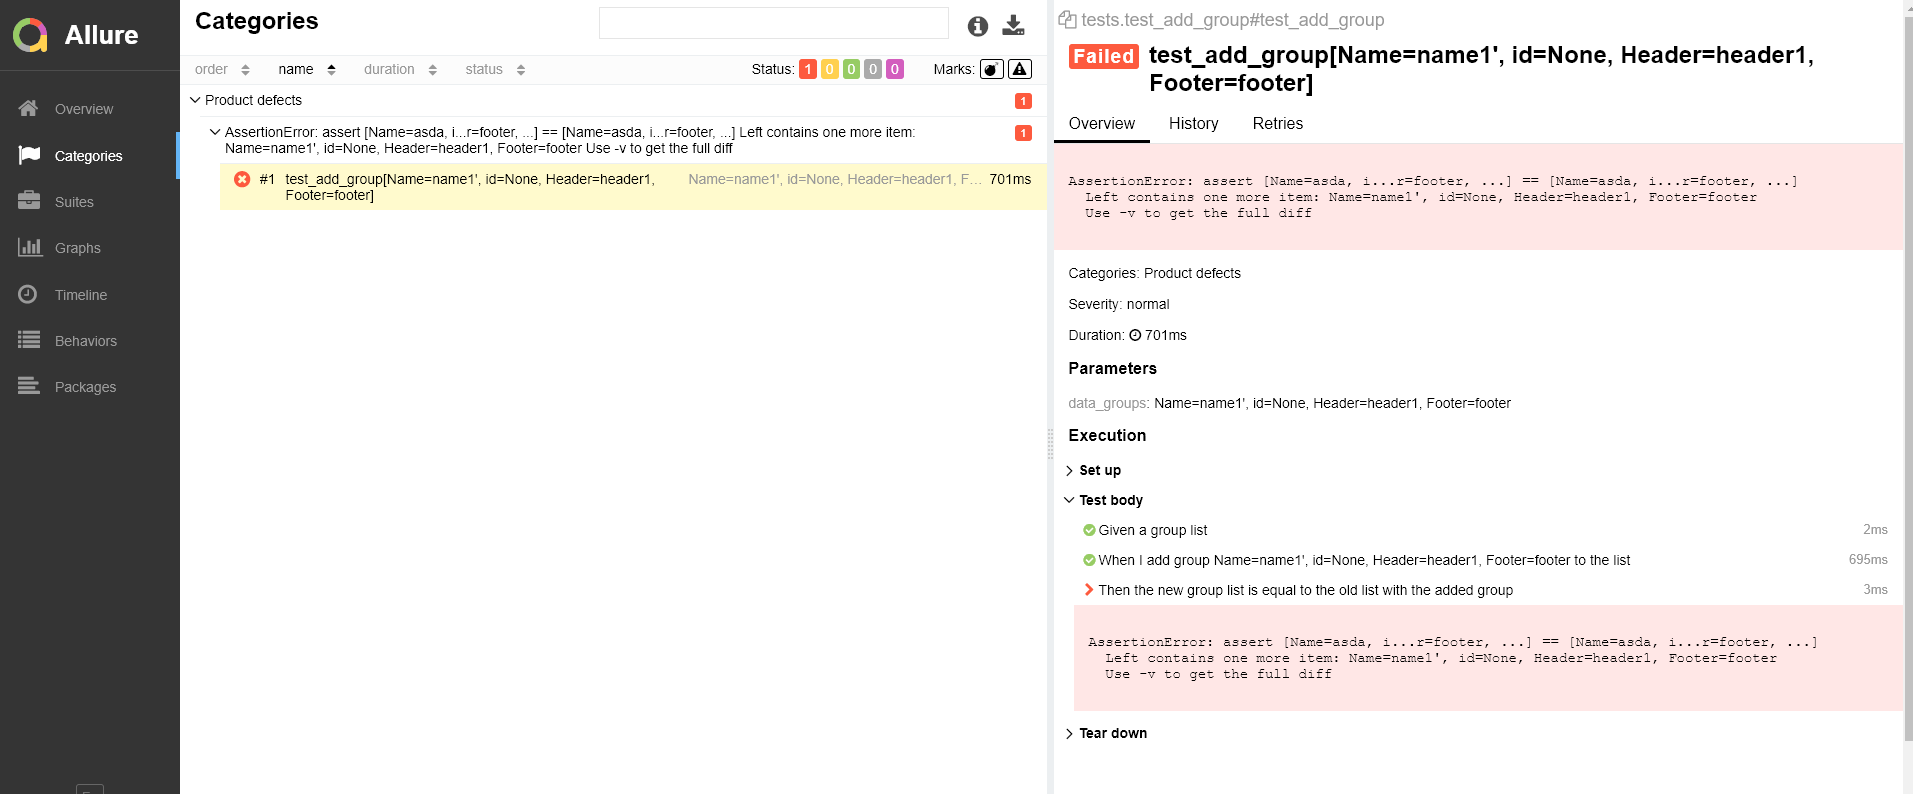 Allure
Overview
Categories
Suites
Graphs
Timeline
Behaviors
Packages
Categories
order name duration status Status: 1 0 0 0 0 Marks:
Product defects 1
AssertionError: assert [Name=asda, i...r=footer, ...] == [Name=asda, i...r=footer, ...] Left contains one more item: 1
Name=name1', id=None, Header=header1, Footer=footer Use -v to get the full diff
#1 test_add_group[Name=name1', id=None, Header=header1, Name=name1', id=None, Header=header1, F... 701ms
Footer=footer]
tests.test_add_group#test_add_group
Failed test_add_group[Name=name1', id=None, Header=header1,
Footer=footer]
Overview History Retries
AssertionError: assert [Name=asda, i...r=footer, ...] == [Name=asda, i...r=footer, ...]
Left contains one more item: Name=name1', id=None, Header=header1, Footer=footer
Use -v to get the full diff
Categories: Product defects
Severity: normal
Duration: 701ms
Parameters
data_groups: Name=name1', id=None, Header=header1, Footer=footer
Execution
Set up
Test body
Given a group list 2ms
When I add group Name=name1', id=None, Header=header1, Footer=footer to the list 695ms
Then the new group list is equal to the old list with the added group 3ms
AssertionError: assert [Name=asda, i...r=footer, ...] == [Name=asda, i...r=footer, ...]
Left contains one more item: Name=name1', id=None, Header=header1, Footer=footer
Use -v to get the full diff
Tear down